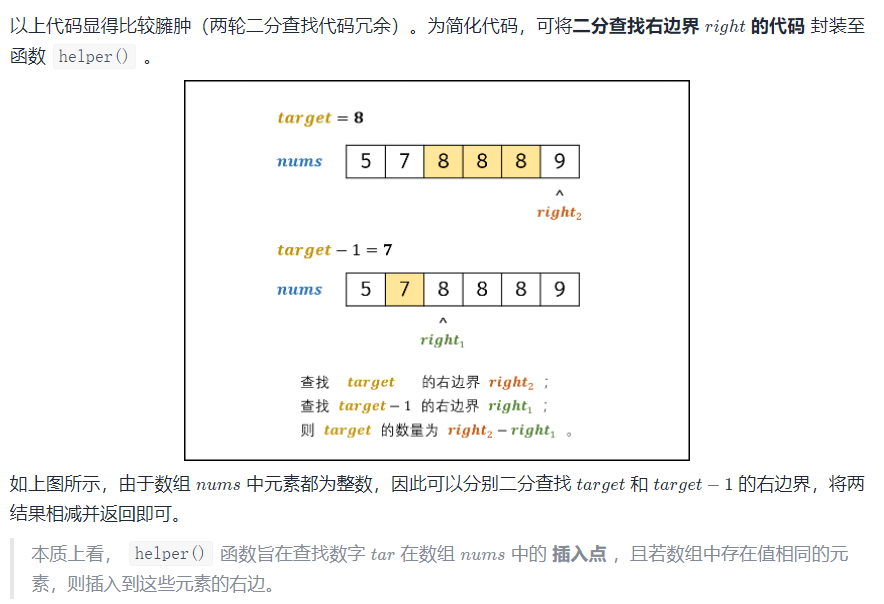 以上代码显得比较臃肿（两轮二分查找代码冗余）。为简化代码，可将二分查找右边界 right 的代码 封装至
函数 helper() 。
target = 8
nums 5 7 8 8 8 9
^
right₂
target − 1 = 7
nums 5 7 8 8 8 9
^
right₁
查找 target 的右边界 right₂ ；
查找 target − 1 的右边界 right₁ ；
则 target 的数量为 right₂ − right₁ 。
如上图所示，由于数组 nums 中元素都为整数，因此可以分别二分查找 target 和 target − 1 的右边界，将两
结果相减并返回即可。
本质上看， helper() 函数旨在查找数字 tar 在数组 nums 中的 插入点 ，且若数组中存在值相同的元
素，则插入到这些元素的右边。